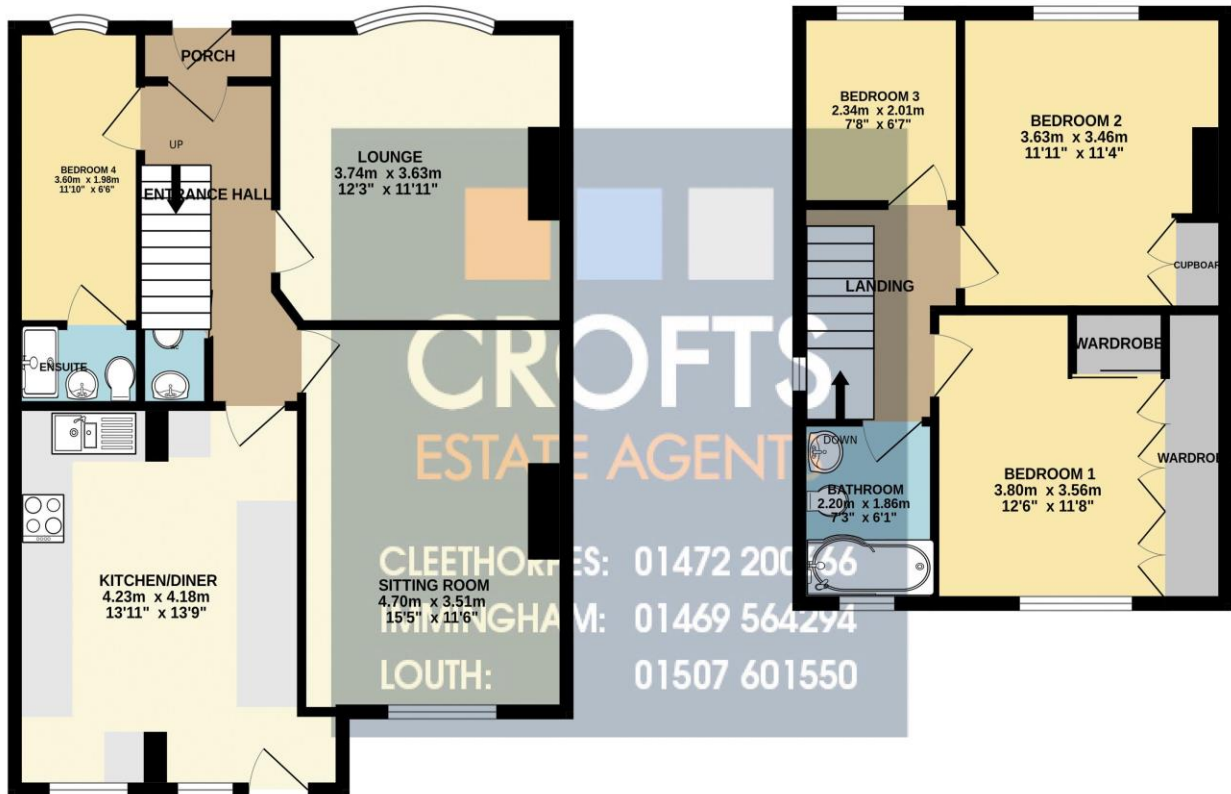 PORCH
BEDROOM 4
3.60m x 1.98m
11'10" x 6'6"
UP
ENTRANCE HALL
LOUNGE
3.74m x 3.63m
12'3" x 11'11"
ENSUITE
KITCHEN/DINER
4.23m x 4.18m
13'11" x 13'9"
SITTING ROOM
4.70m x 3.51m
15'5" x 11'6"
BEDROOM 3
2.34m x 2.01m
7'8" x 6'7"
BEDROOM 2
3.63m x 3.46m
11'11" x 11'4"
CUPBOAR
LANDING
WARDROBE
WARDROB
DOWN
BATHROOM
2.20m x 1.86m
7'3" x 6'1"
BEDROOM 1
3.80m x 3.56m
12'6" x 11'8"
CROFTS
ESTATE AGENTS
CLEETHORPES: 01472 200666
IMMINGHAM: 01469 564294
LOUTH: 01507 601550